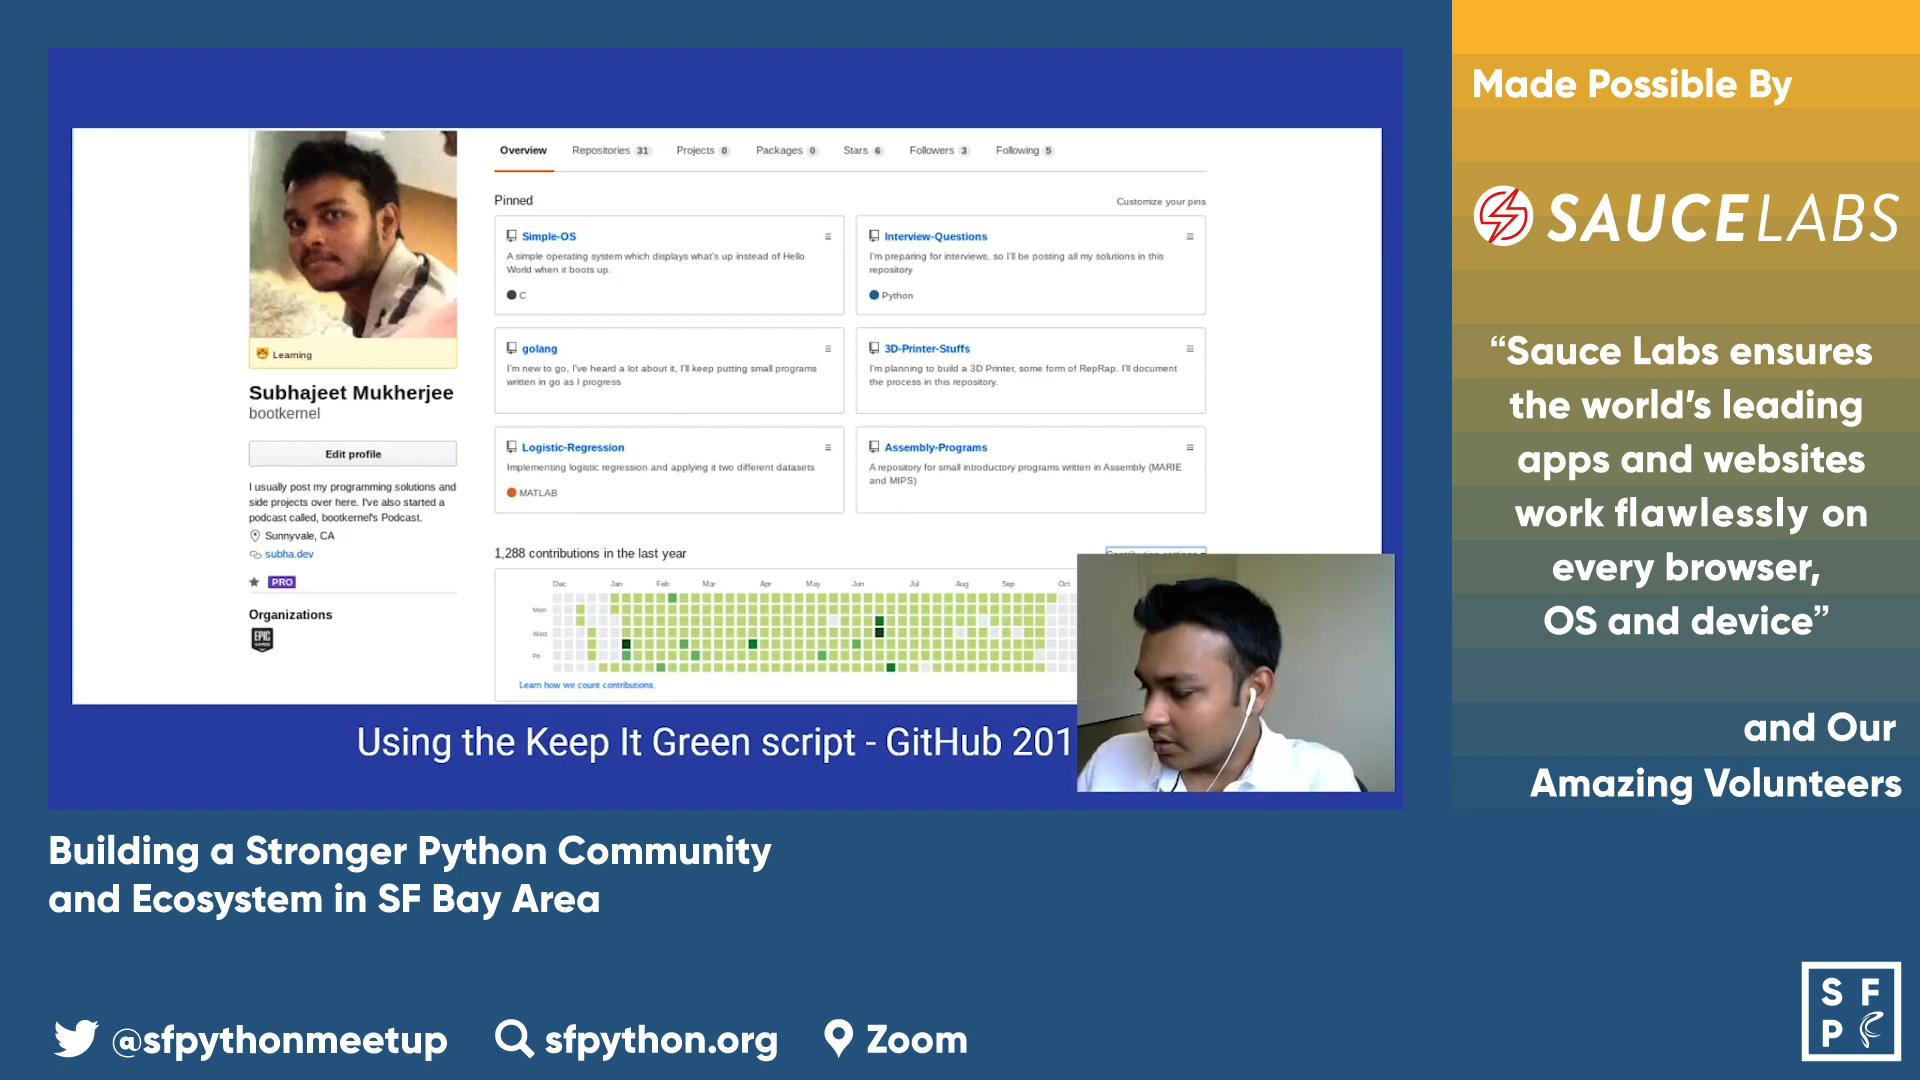 Overview Repositories 31 Projects 0 Packages 0 Stars 6 Followers 3 Following 5
Pinned
Customize your pins
Simple-OS
A simple operating system which displays what's up instead of Hello
World when it boots up.
C
Interview-Questions
I'm preparing for interviews, so I'll be posting all my solutions in this
repository
Python
golang
I'm new to go, I've heard a lot about it, I'll keep putting small programs
written in go as I progress
3D-Printer-Stuffs
I'm planning to build a 3D Printer, some form of RepRap. I'll document
the process in this repository.
Logistic-Regression
Implementing logistic regression and applying it two different datasets
MATLAB
Assembly-Programs
A repository for small introductory programs written in Assembly (MARIE
and MIPS)
Learning
Subhajeet Mukherjee
bootkernel
Edit profile
I usually post my programming solutions and
side projects over here. I've also started a
podcast called, bootkernel's Podcast.
Sunnyvale, CA
subha.dev
PRO
Organizations
EPIC
GAMES
1,288 contributions in the last year
Dec Jan Feb Mar Apr May Jun Jul Aug Sep Oct
Mon
Wed
Fri
Learn how we count contributions.
Using the Keep It Green script - GitHub 201
Made Possible By
SAUCELABS
“Sauce Labs ensures
the world’s leading
apps and websites
work flawlessly on
every browser,
OS and device”
and Our
Amazing Volunteers
Building a Stronger Python Community
and Ecosystem in SF Bay Area
@sfpythonmeetup sfpython.org Zoom
S F
P